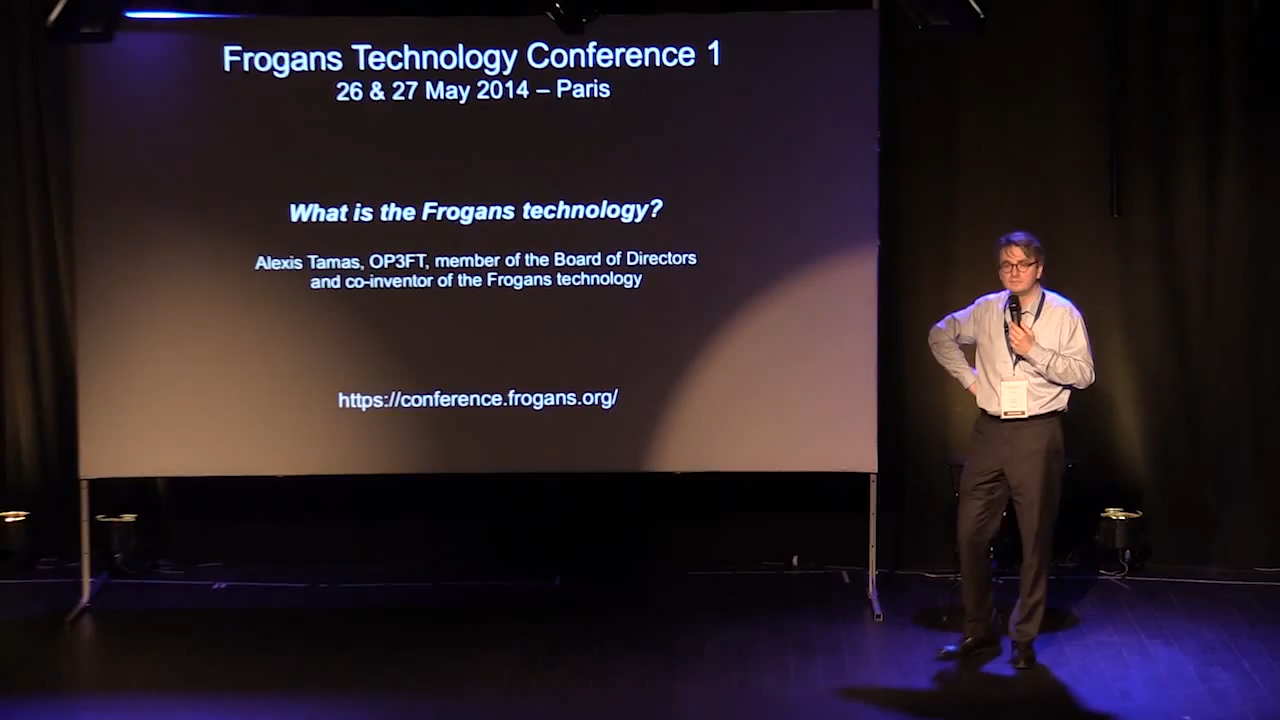 Frogans Technology Conference 1
26 & 27 May 2014 – Paris
What is the Frogans technology?
Alexis Tamas, OP3FT, member of the Board of Directors
and co-inventor of the Frogans technology
https://conference.frogans.org/